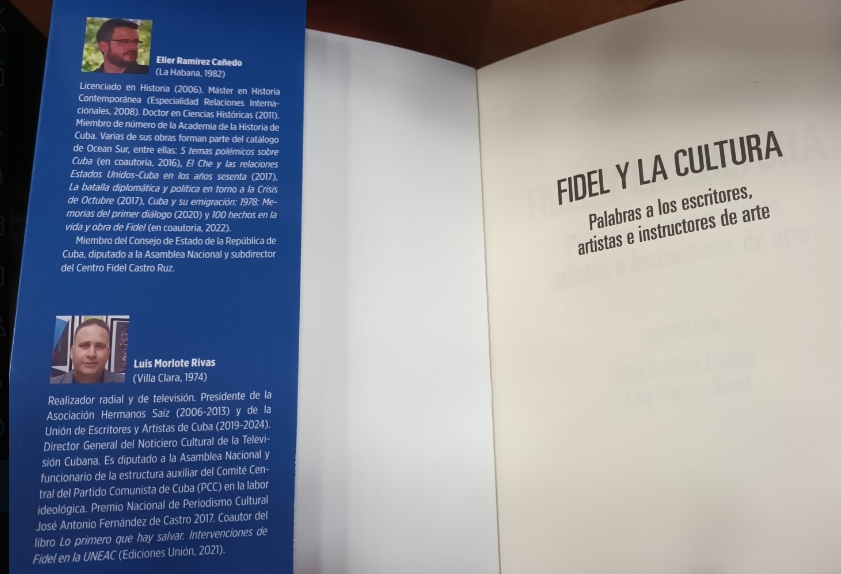 Elier Ramírez Cañedo
(La Habana, 1982)
Licenciado en Historia (2006). Máster en Historia
Contemporánea (Especialidad Relaciones Interna-
cionales, 2008). Doctor en Ciencias Históricas (2011).
Miembro de número de la Academia de la Historia de
Cuba. Varias de sus obras forman parte del catálogo
de Ocean Sur, entre ellas: 5 temas polémicos sobre
Cuba (en coautoría, 2016), El Che y las relaciones
Estados Unidos-Cuba en los años sesenta (2017),
La batalla diplomática y política en torno a la Crisis
de Octubre (2017), Cuba y su emigración: 1978: Me-
morias del primer diálogo (2020) y 100 hechos en la
vida y obra de Fidel (en coautoría, 2022).
Miembro del Consejo de Estado de la República de
Cuba, diputado a la Asamblea Nacional y subdirector
del Centro Fidel Castro Ruz.
Luis Morlote Rivas
(Villa Clara, 1974)
Realizador radial y de televisión. Presidente de la
Asociación Hermanos Saíz (2006-2013) y de la
Unión de Escritores y Artistas de Cuba (2019-2024).
Director General del Noticiero Cultural de la Televi-
sión Cubana. Es diputado a la Asamblea Nacional y
funcionario de la estructura auxiliar del Comité Cen-
tral del Partido Comunista de Cuba (PCC) en la labor
ideológica. Premio Nacional de Periodismo Cultural
José Antonio Fernández de Castro 2017. Coautor del
libro Lo primero que hay salvar. Intervenciones de
Fidel en la UNEAC (Ediciones Unión, 2021).
FIDEL Y LA CULTURA
Palabras a los escritores,
artistas e instructores de arte